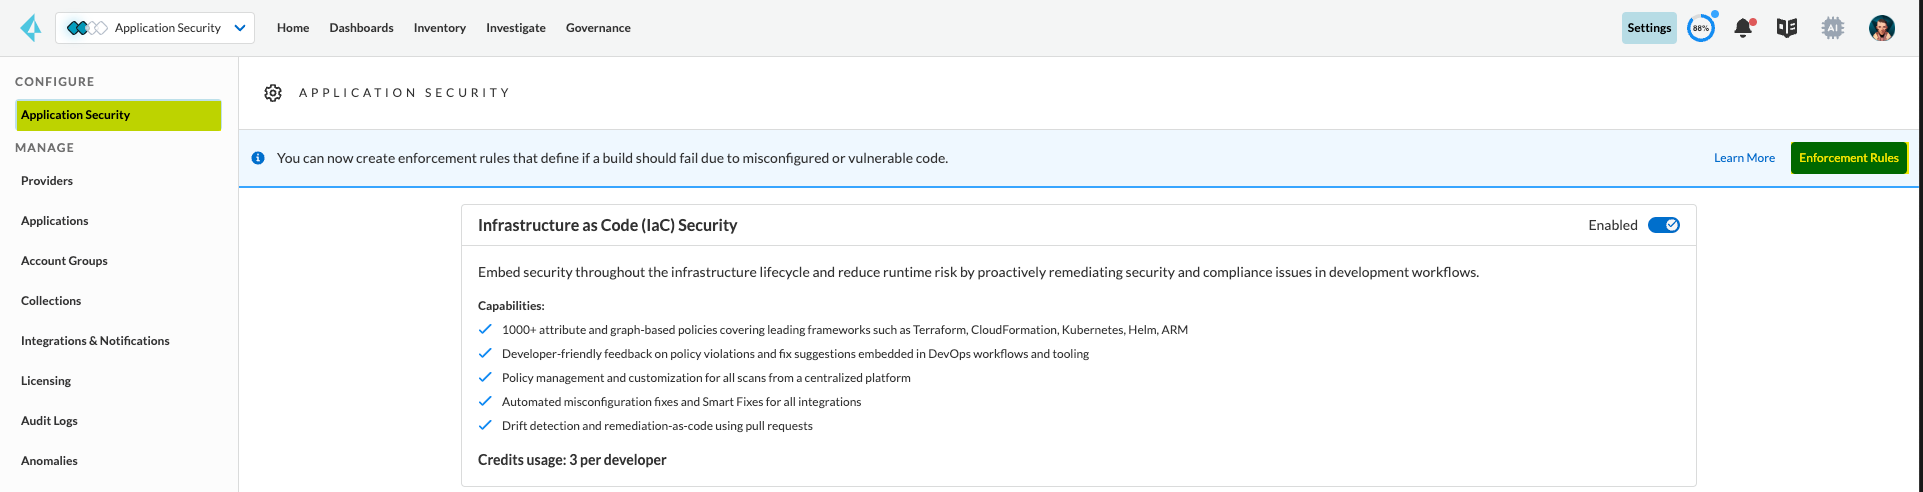 Application Security
Home
Dashboards
Inventory
Investigate
Governance
Settings
88%
AI
CONFIGURE
Application Security
MANAGE
Providers
Applications
Account Groups
Collections
Integrations & Notifications
Licensing
Audit Logs
Anomalies
APPLICATION SECURITY
You can now create enforcement rules that define if a build should fail due to misconfigured or vulnerable code.
Learn More
Enforcement Rules
Infrastructure as Code (IaC) Security
Enabled
Embed security throughout the infrastructure lifecycle and reduce runtime risk by proactively remediating security and compliance issues in development workflows.
Capabilities:
1000+ attribute and graph-based policies covering leading frameworks such as Terraform, CloudFormation, Kubernetes, Helm, ARM
Developer-friendly feedback on policy violations and fix suggestions embedded in DevOps workflows and tooling
Policy management and customization for all scans from a centralized platform
Automated misconfiguration fixes and Smart Fixes for all integrations
Drift detection and remediation-as-code using pull requests
Credits usage: 3 per developer